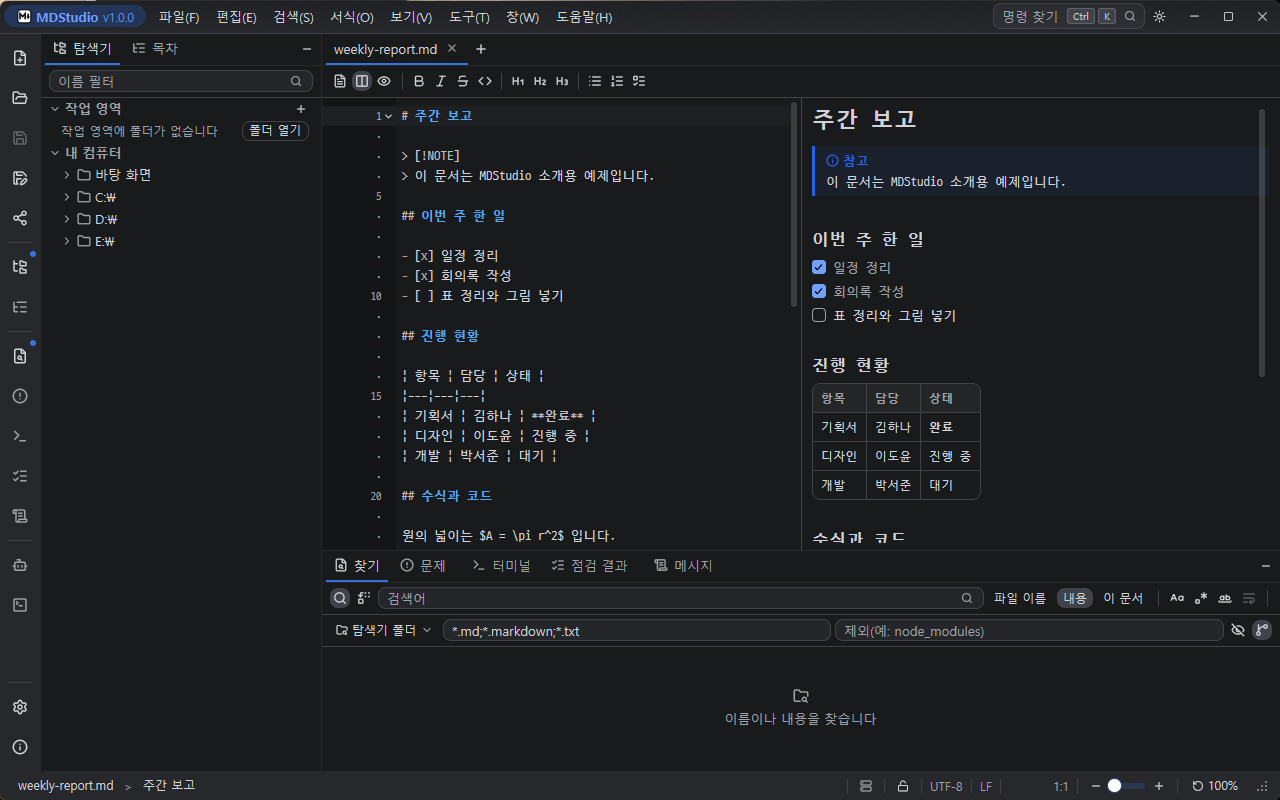 MDStudio v1.0.0 파일(F) 편집(E) 검색(S) 서식(O) 보기(V) 도구(T) 창(W) 도움말(H) 명령 찾기 Ctrl K
탐색기 목차
이름 필터
작업 영역
작업 영역에 폴더가 없습니다 폴더 열기
내 컴퓨터
바탕 화면
C:₩
D:₩
E:₩
weekly-report.md
B I S H1 H2 H3
1 # 주간 보고
> [!NOTE]
> 이 문서는 MDStudio 소개용 예제입니다.
5
## 이번 주 한 일
- [x] 일정 정리
- [x] 회의록 작성
10 - [ ] 표 정리와 그림 넣기
## 진행 현황
| 항목 | 담당 | 상태 |
15 |---|---|---|
| 기획서 | 김하나 | **완료** |
| 디자인 | 이도윤 | 진행 중 |
| 개발 | 박서준 | 대기 |
20 ## 수식과 코드
원의 넓이는 $A = \pi r^2$ 입니다.
주간 보고
참고
이 문서는 MDStudio 소개용 예제입니다.
이번 주 한 일
일정 정리
회의록 작성
표 정리와 그림 넣기
진행 현황
항목 담당 상태
기획서 김하나 완료
디자인 이도윤 진행 중
개발 박서준 대기
수식과 코드
찾기 문제 터미널 점검 결과 메시지
검색어 파일 이름 내용 이 문서 Aa .* ab
탐색기 폴더 *.md;*.markdown;*.txt 제외(예: node_modules)
이름이나 내용을 찾습니다
weekly-report.md > 주간 보고 UTF-8 LF 1:1 100%